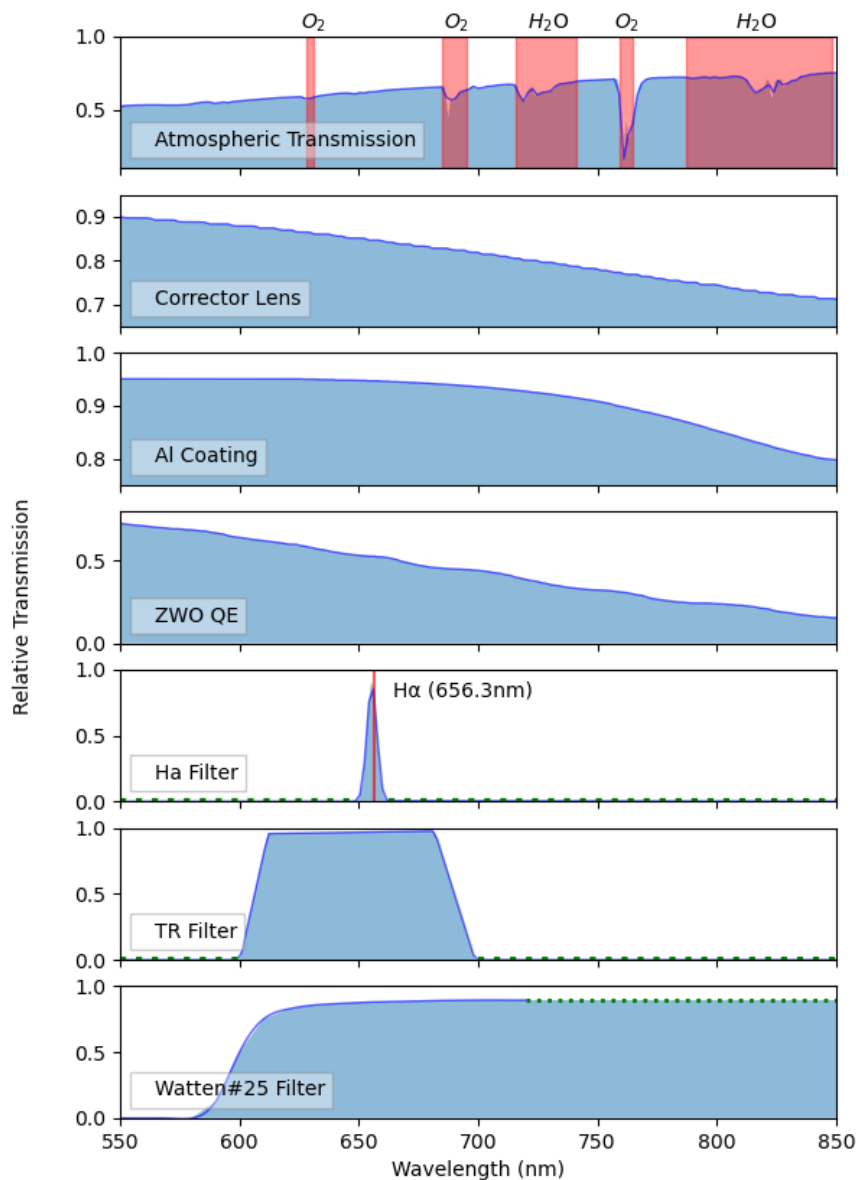 O₂ O₂ H₂O O₂ H₂O
1.0
0.5
Atmospheric Transmission
0.9
0.8
0.7
Corrector Lens
1.0
0.9
0.8
Al Coating
Relative Transmission
0.5
0.0
ZWO QE
1.0
0.5
0.0
Hα (656.3nm)
Ha Filter
1.0
0.5
0.0
TR Filter
1.0
0.5
0.0
Watten#25 Filter
550 600 650 700 750 800 850
Wavelength (nm)